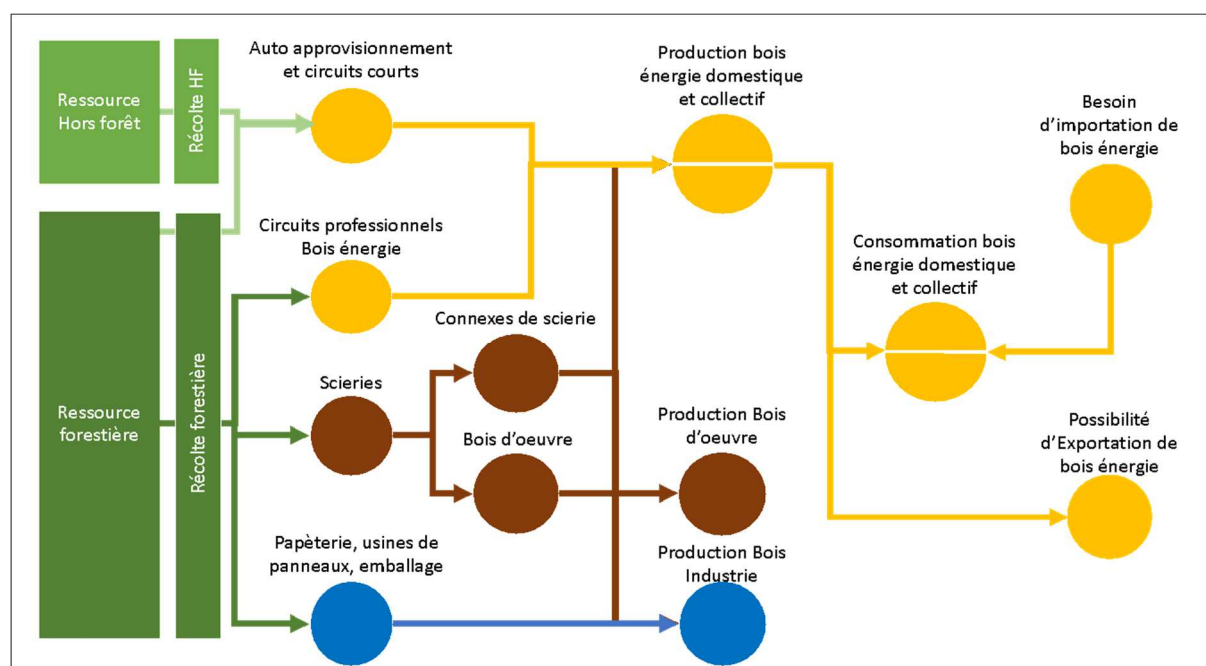 Ressource
Hors forêt
Récolte HF
Auto approvisionnement
et circuits courts
Production bois
énergie domestique
et collectif
Besoin
d'importation de
bois énergie
Circuits professionnels
Bois énergie
Consommation bois
énergie domestique
et collectif
Ressource
forestière
Récolte forestière
Connexes de scierie
Scieries
Bois d'oeuvre
Production Bois
d'oeuvre
Possibilité
d'Exportation de
bois énergie
Papèterie, usines de
panneaux, emballage
Production Bois
Industrie